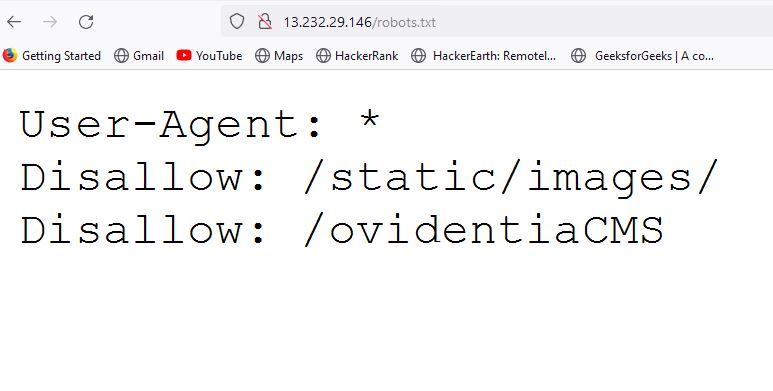 13.232.29.146/robots.txt
Getting Started Gmail YouTube Maps HackerRank HackerEarth: Remotel... GeeksforGeeks | A co...
User-Agent: *
Disallow: /static/images/
Disallow: /ovidentiaCMS